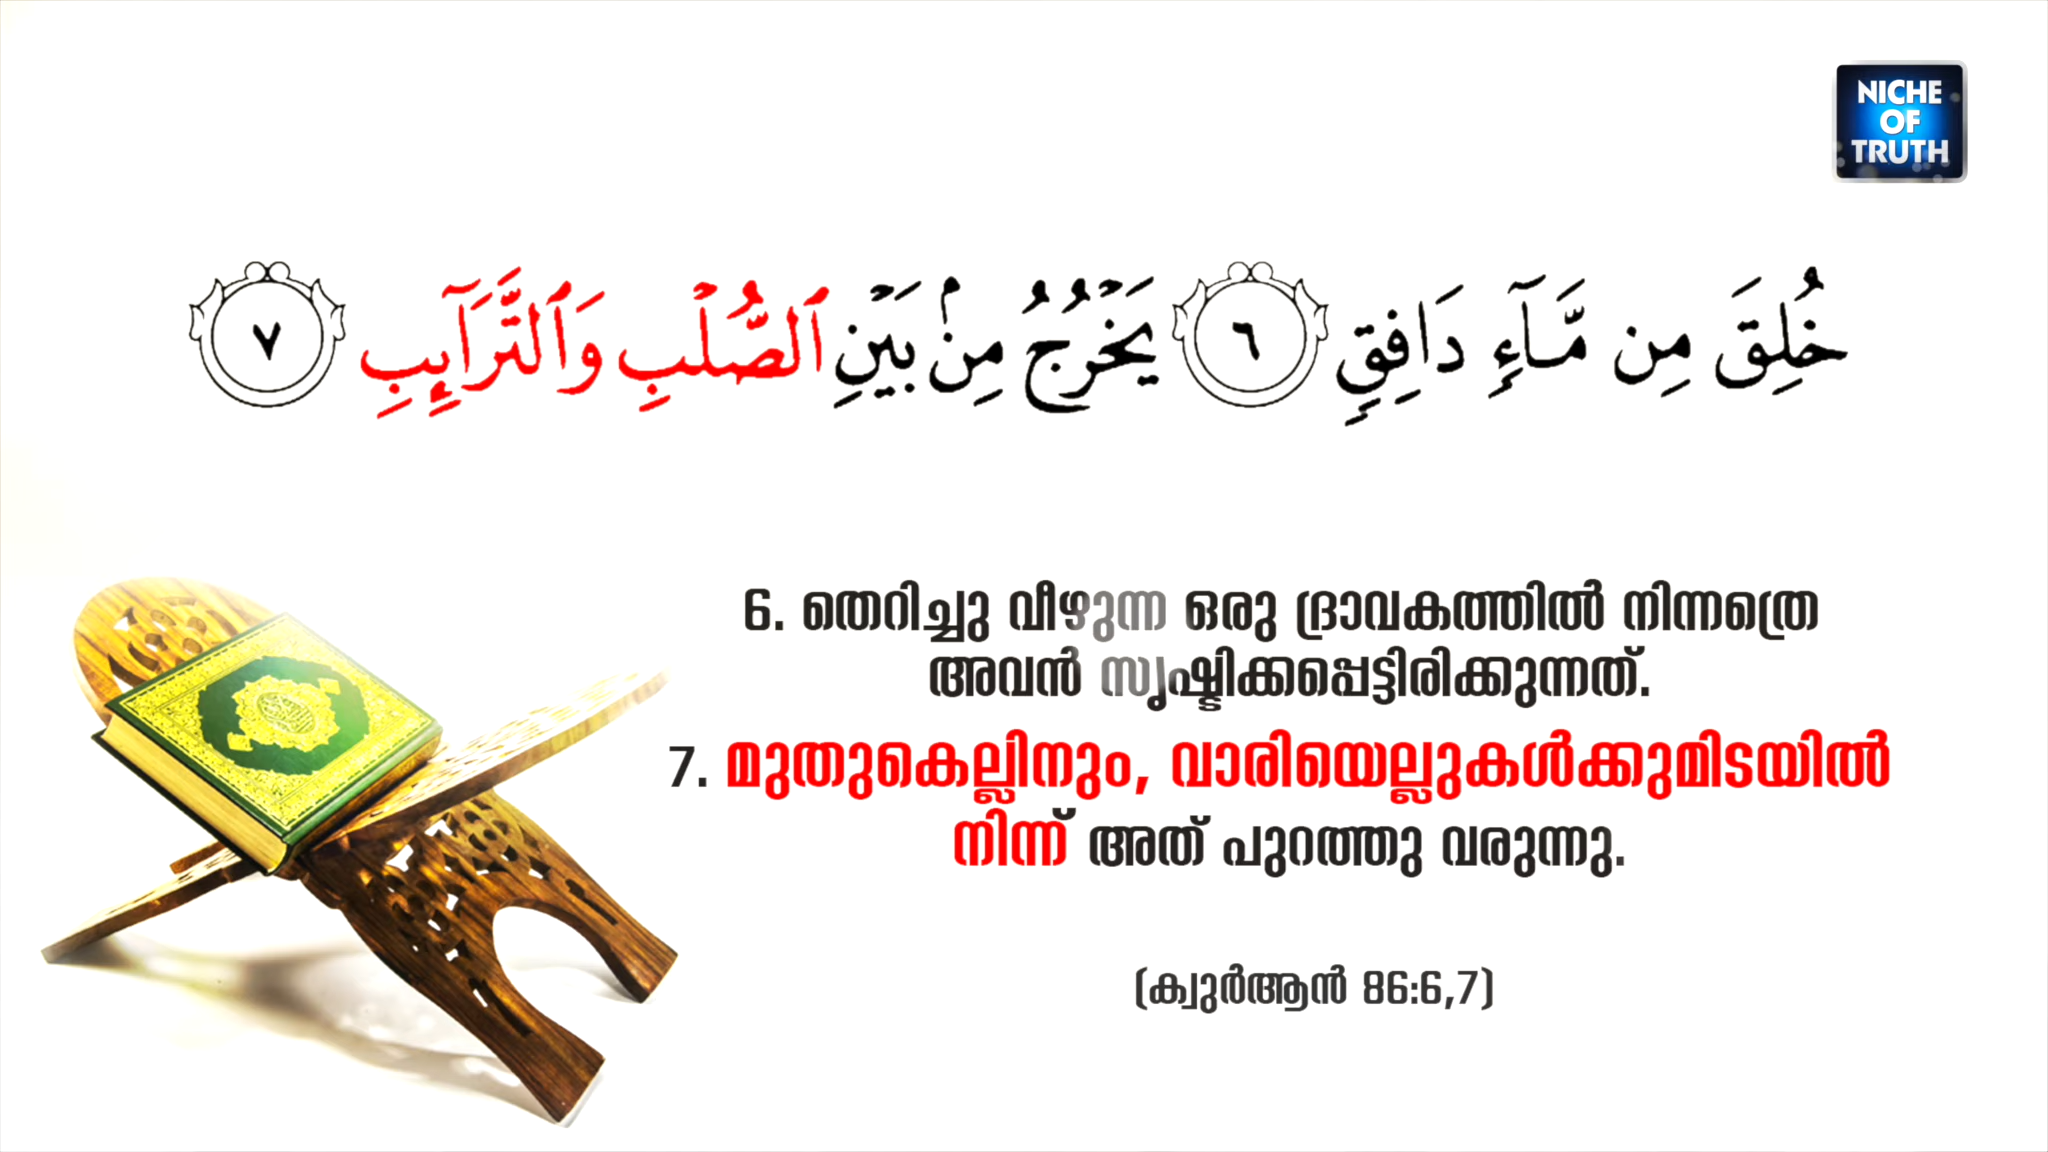 NICHE
OF
TRUTH
خُلِقَ مِن مَّآءٍ دَافِقٍ ٦ يَخْرُجُ مِنۢ بَيْنِ ٱلصُّلْبِ وَٱلتَّرَآئِبِ ٧
6. തെറിച്ചു വീഴുന്ന ഒരു ദ്രാവകത്തിൽ നിന്നത്രെ
അവൻ സൃഷ്ടിക്കപ്പെട്ടിരിക്കുന്നത്.
7. മുതുകെല്ലിനും, വാരിയെല്ലുകൾക്കുമിടയിൽ
നിന്ന് അത് പുറത്തു വരുന്നു.
(ക്വുർആൻ 86:6,7)